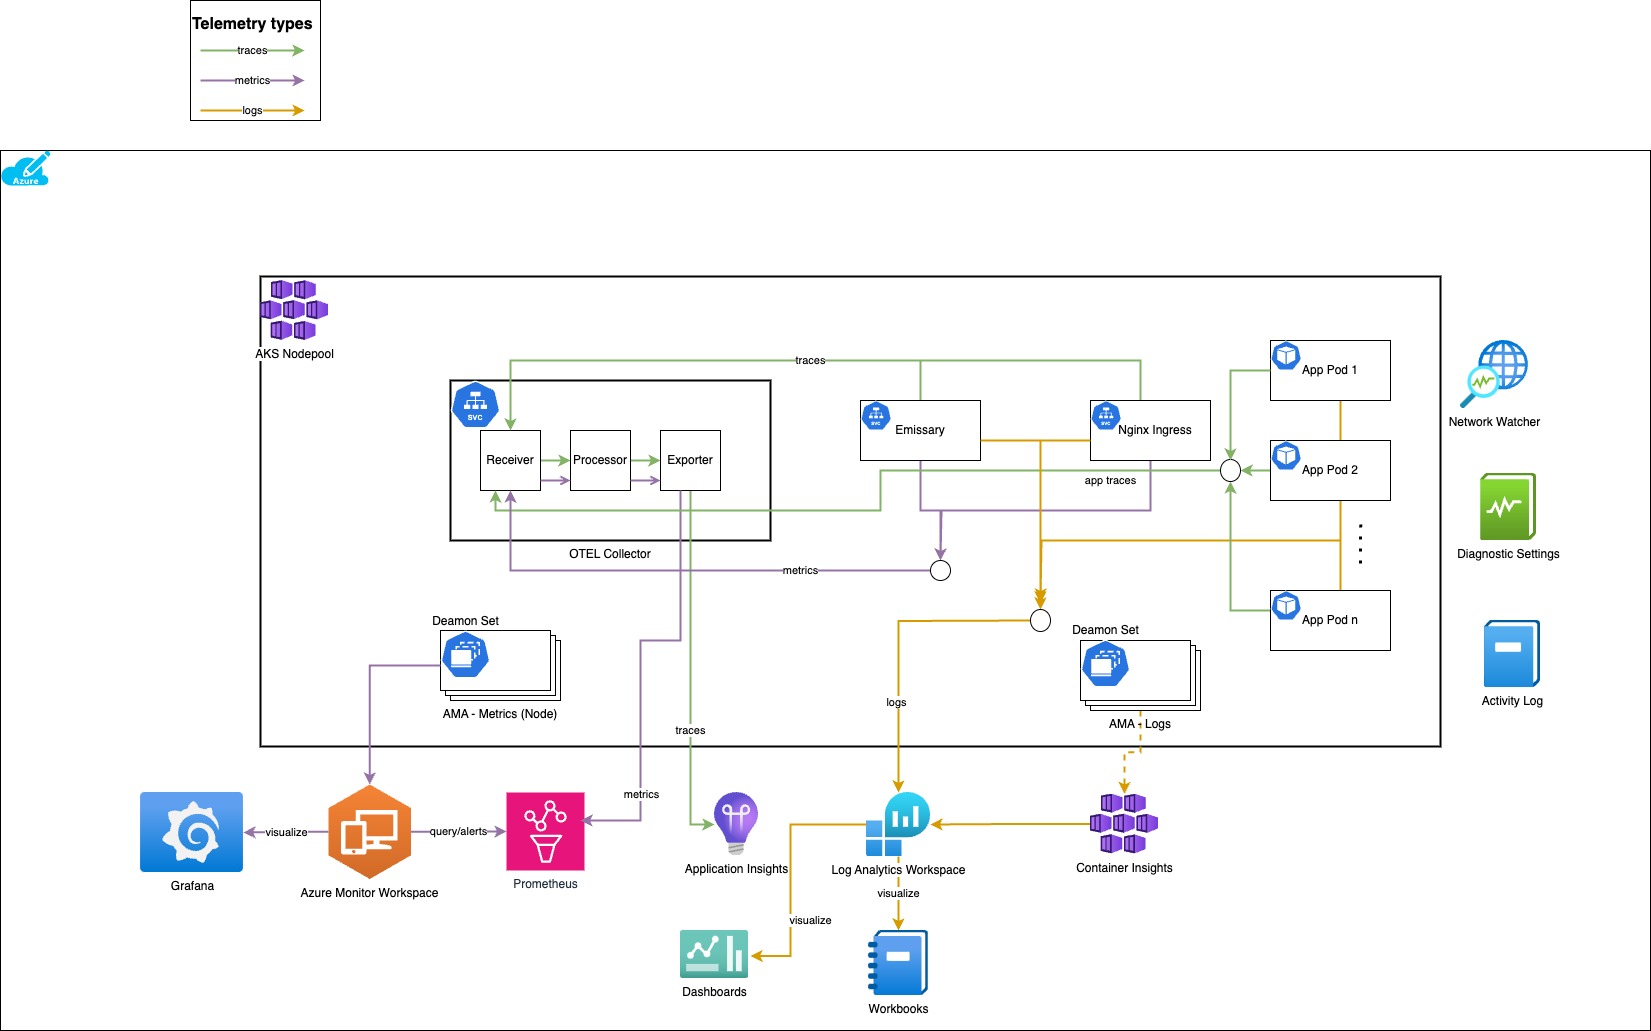 Telemetry types
traces
metrics
logs
Azure
AKS Nodepool
traces
SVC
Receiver
Processor
Exporter
OTEL Collector
SVC
Emissary
SVC
Nginx Ingress
app traces
App Pod 1
App Pod 2
App Pod n
metrics
Network Watcher
Diagnostic Settings
Activity Log
Deamon Set
AMA - Metrics (Node)
Deamon Set
AMA - Logs
logs
traces
metrics
visualize
query/alerts
Grafana
Azure Monitor Workspace
Prometheus
Application Insights
Log Analytics Workspace
Container Insights
visualize
visualize
Dashboards
Workbooks